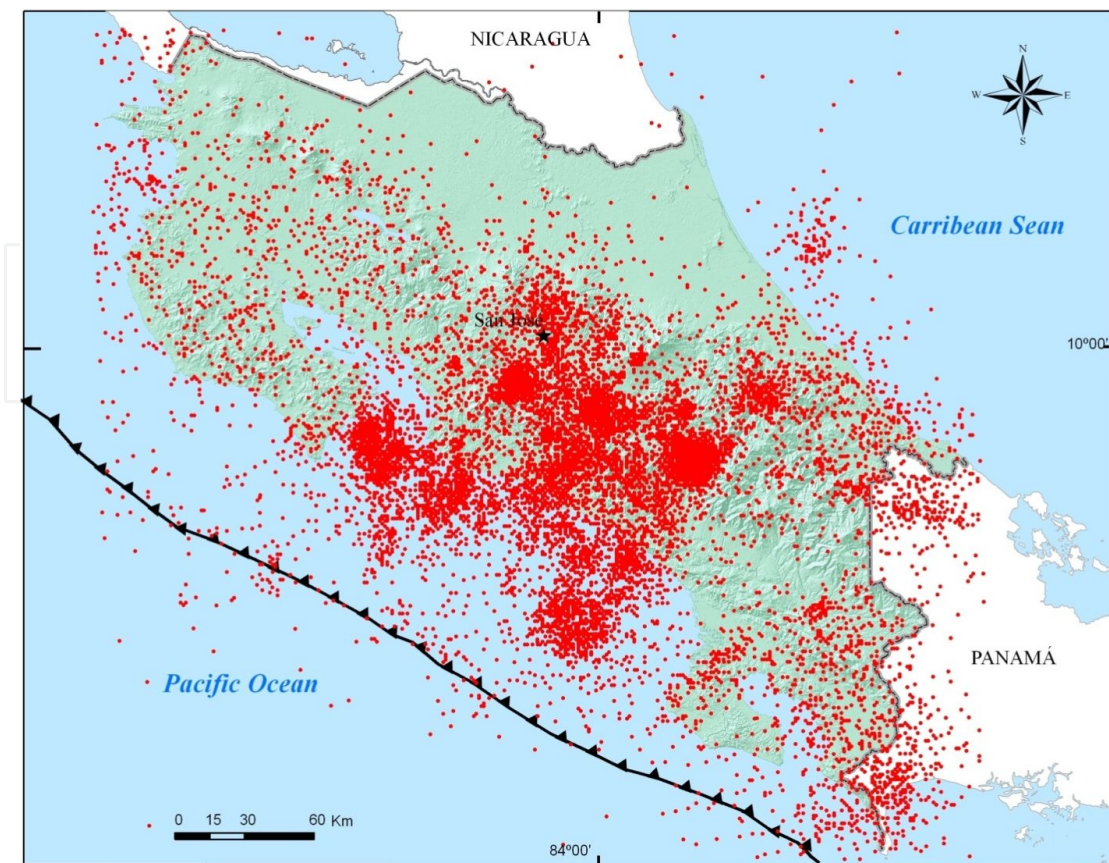 NICARAGUA
N
W
E
S
Carribean Sean
San José
10º00'
PANAMÁ
Pacific Ocean
0 15 30 60 Km
84º00'